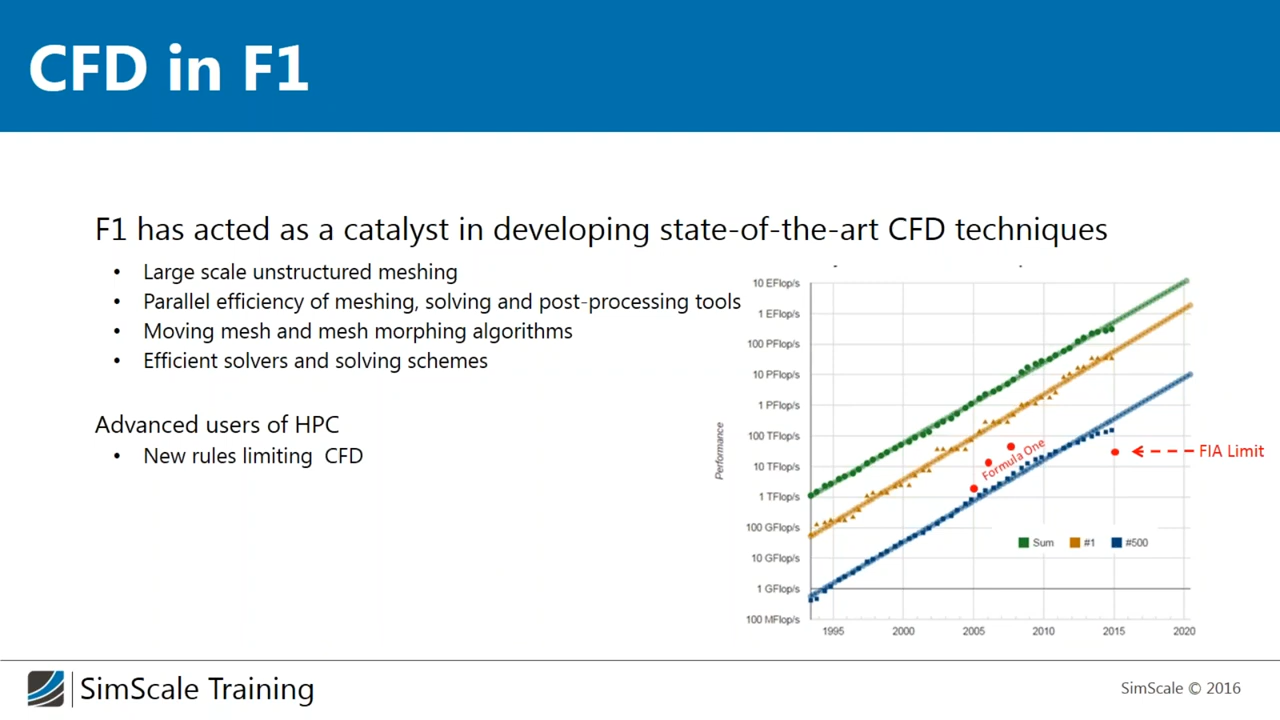 CFD in F1
F1 has acted as a catalyst in developing state-of-the-art CFD techniques
• Large scale unstructured meshing
• Parallel efficiency of meshing, solving and post-processing tools
• Moving mesh and mesh morphing algorithms
• Efficient solvers and solving schemes
Advanced users of HPC
• New rules limiting CFD
Performance
10 EFlop/s
1 EFlop/s
100 PFlop/s
10 PFlop/s
1 PFlop/s
100 TFlop/s
10 TFlop/s
1 TFlop/s
100 GFlop/s
10 GFlop/s
1 GFlop/s
100 MFlop/s
Formula One
FIA Limit
Sum #1 #500
1995 2000 2005 2010 2015 2020
SimScale Training
SimScale © 2016